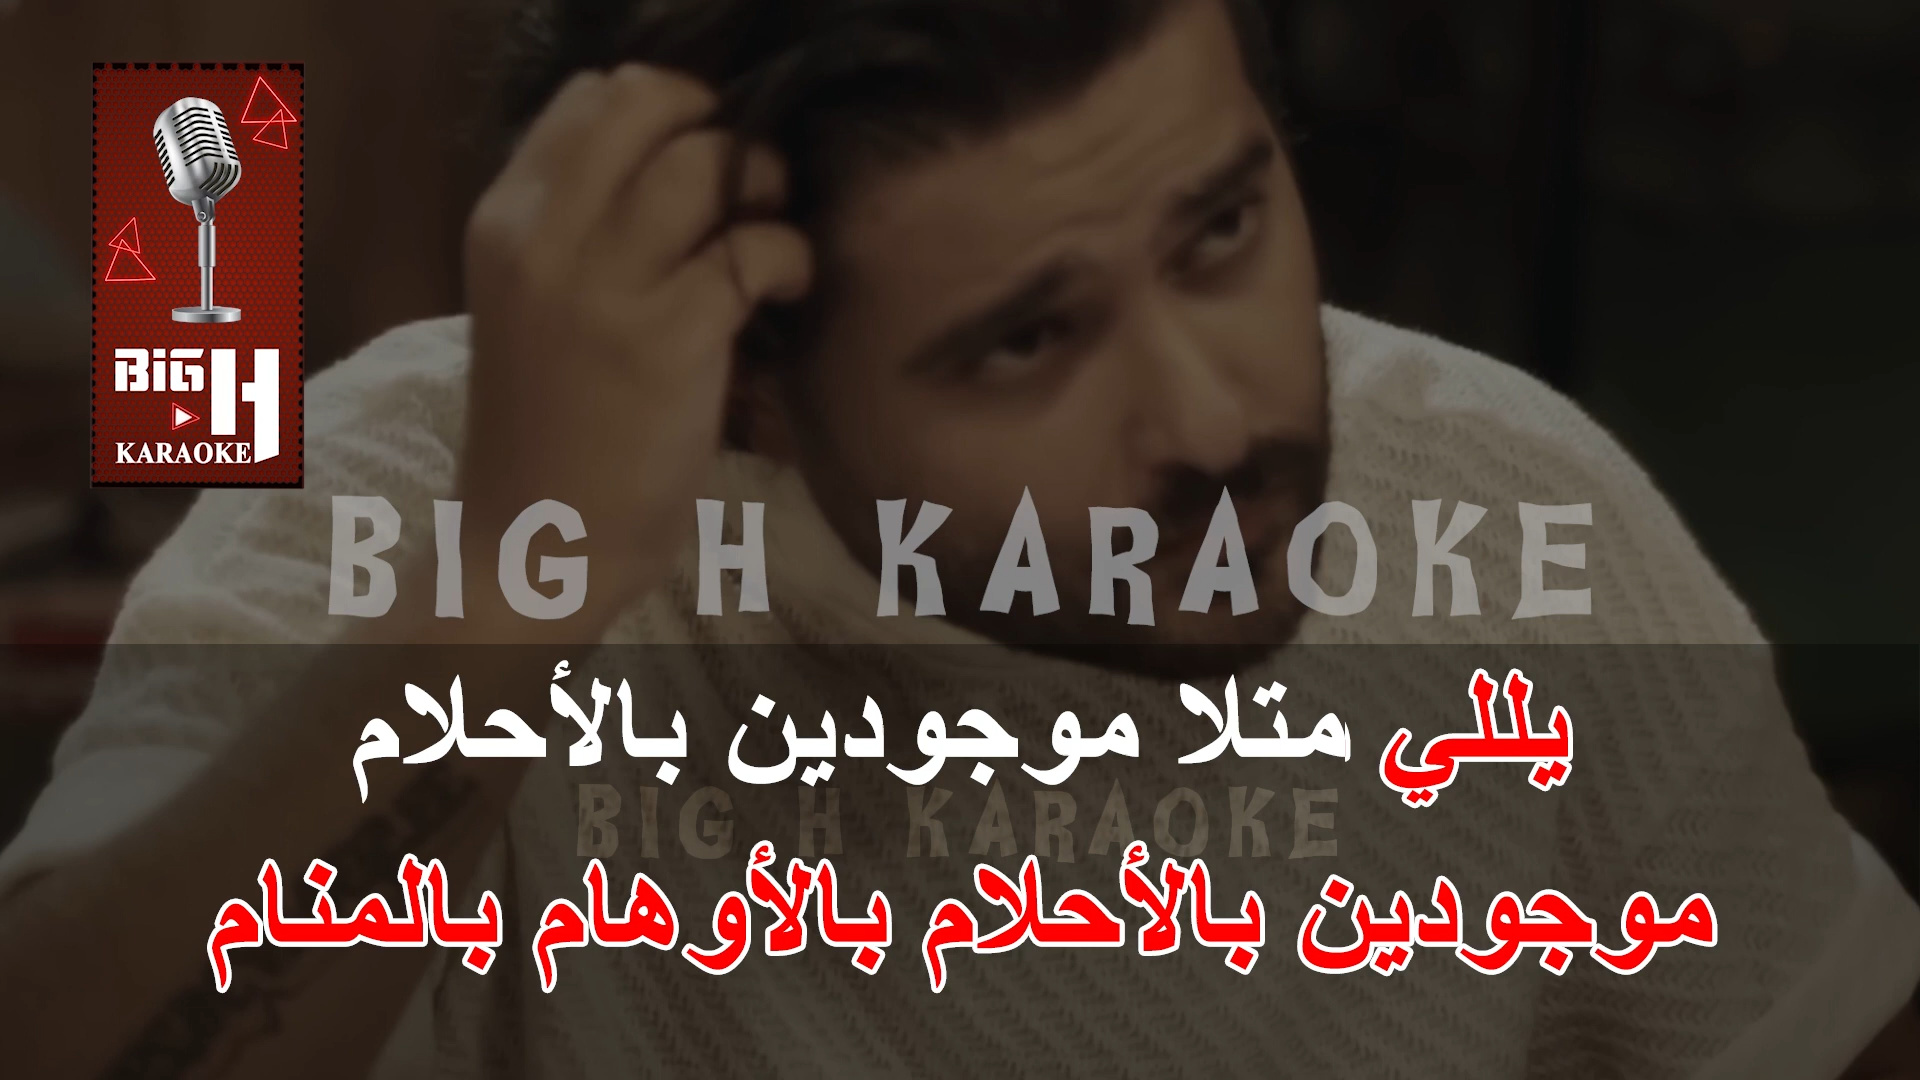 BIG H
KARAOKE
BIG H KARAOKE
يللي متلا موجودين بالأحلام
BIG H KARAOKE
موجودين بالأحلام بالأوهام بالمنام